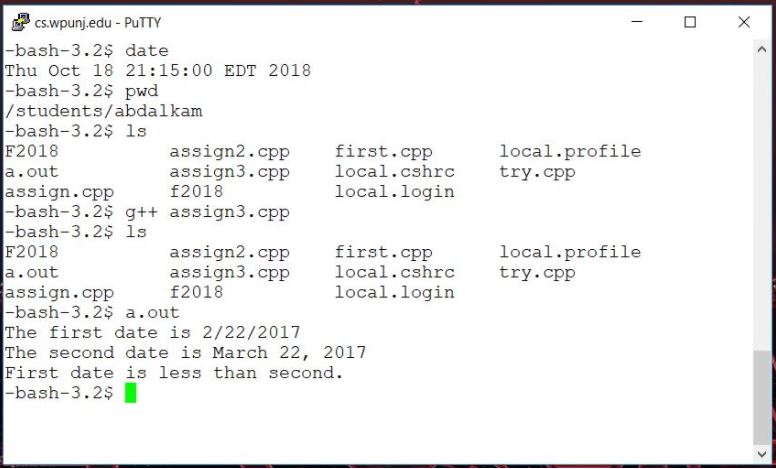 cs.wpunj.edu - PuTTY
-bash-3.2$ date
Thu Oct 18 21:15:00 EDT 2018
-bash-3.2$ pwd
/students/abdalkam
-bash-3.2$ ls
F2018 assign2.cpp first.cpp local.profile
a.out assign3.cpp local.cshrc try.cpp
assign.cpp f2018 local.login
-bash-3.2$ g++ assign3.cpp
-bash-3.2$ ls
F2018 assign2.cpp first.cpp local.profile
a.out assign3.cpp local.cshrc try.cpp
assign.cpp f2018 local.login
-bash-3.2$ a.out
The first date is 2/22/2017
The second date is March 22, 2017
First date is less than second.
-bash-3.2$